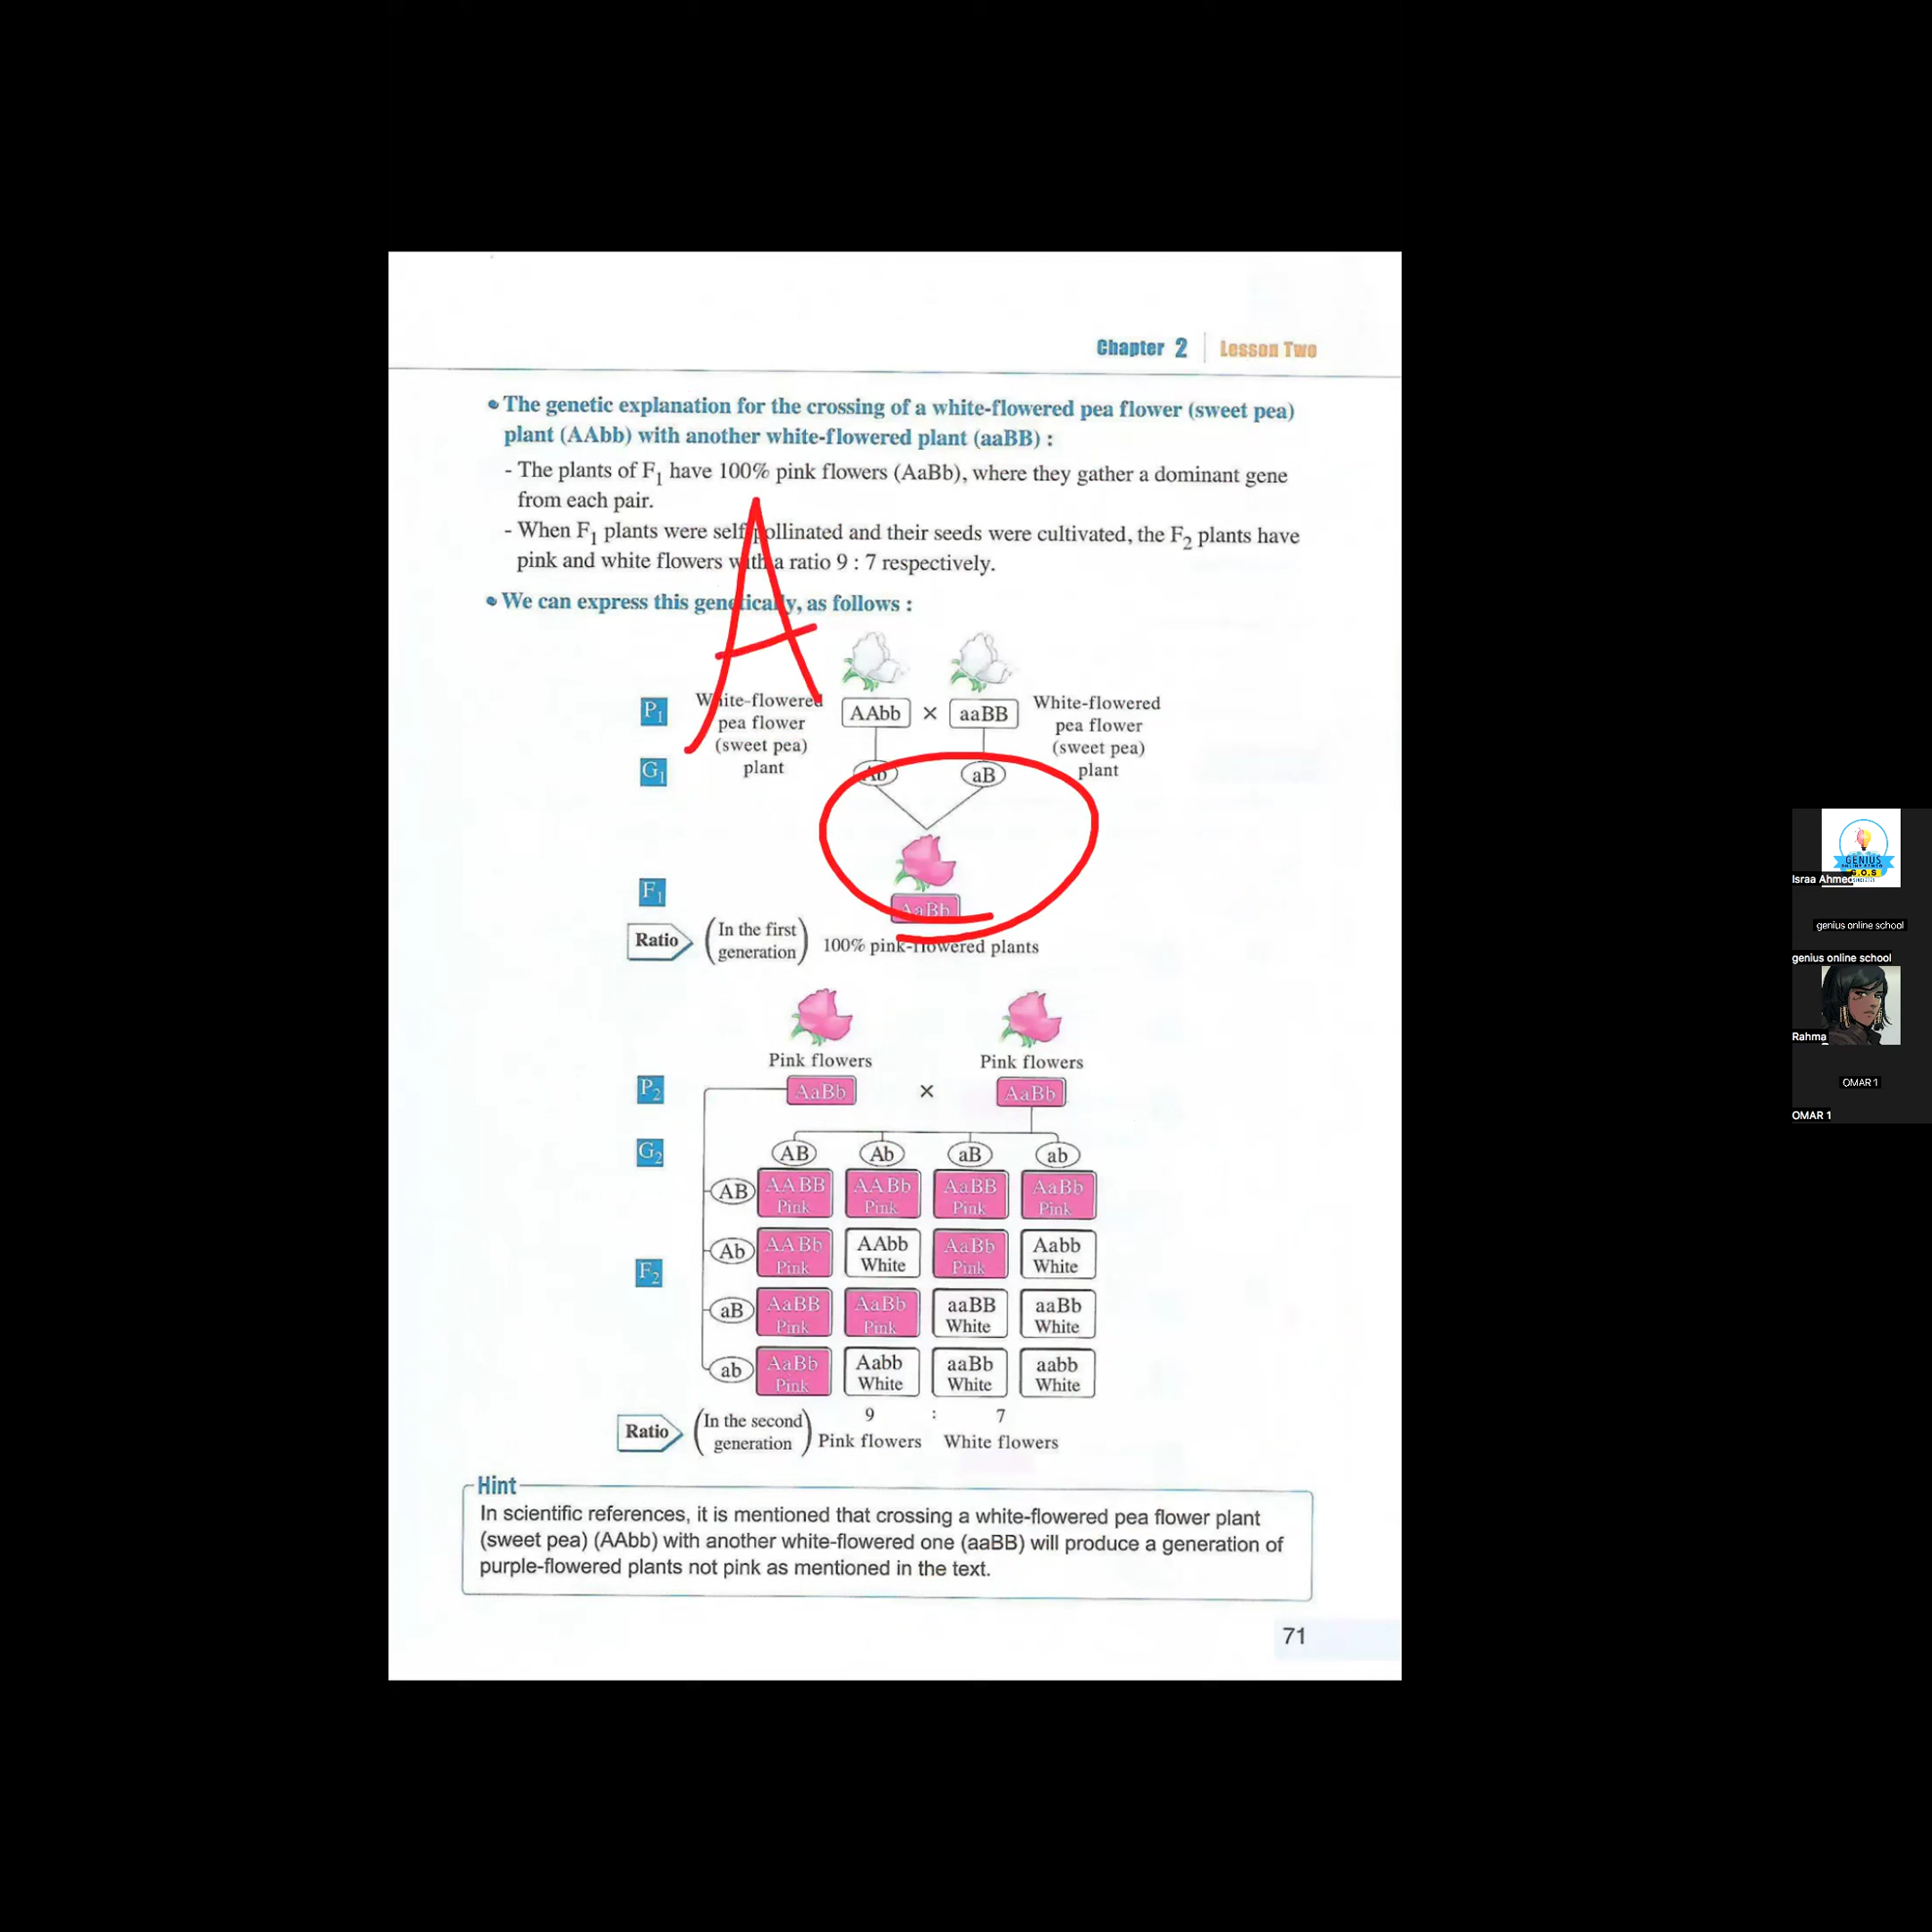 Chapter 2 Lesson Two
• The genetic explanation for the crossing of a white-flowered pea flower (sweet pea)
plant (AAbb) with another white-flowered plant (aaBB) :
- The plants of F1 have 100% pink flowers (AaBb), where they gather a dominant gene
from each pair.
- When F1 plants were self pollinated and their seeds were cultivated, the F2 plants have
pink and white flowers with a ratio 9 : 7 respectively.
• We can express this genetically, as follows :
A
P1 White-flowered pea flower (sweet pea) plant AAbb × aaBB White-flowered pea flower (sweet pea) plant
G1 Ab aB
F1 AaBb
Ratio (In the first generation) 100% pink-flowered plants
Pink flowers Pink flowers
P2 AaBb × AaBb
G2 AB Ab aB ab
AB AABB Pink AABb Pink AaBB Pink AaBb Pink
Ab AABb Pink AAbb White AaBb Pink Aabb White
F2
aB AaBB Pink AaBb Pink aaBB White aaBb White
ab AaBb Pink Aabb White aaBb White aabb White
Ratio (In the second generation) 9 : 7
Pink flowers White flowers
Hint
In scientific references, it is mentioned that crossing a white-flowered pea flower plant
(sweet pea) (AAbb) with another white-flowered one (aaBB) will produce a generation of
purple-flowered plants not pink as mentioned in the text.
71
GENIUS
G.O.S
Israa Ahmed
genius online school
genius online school
Rahma
OMAR 1
OMAR 1